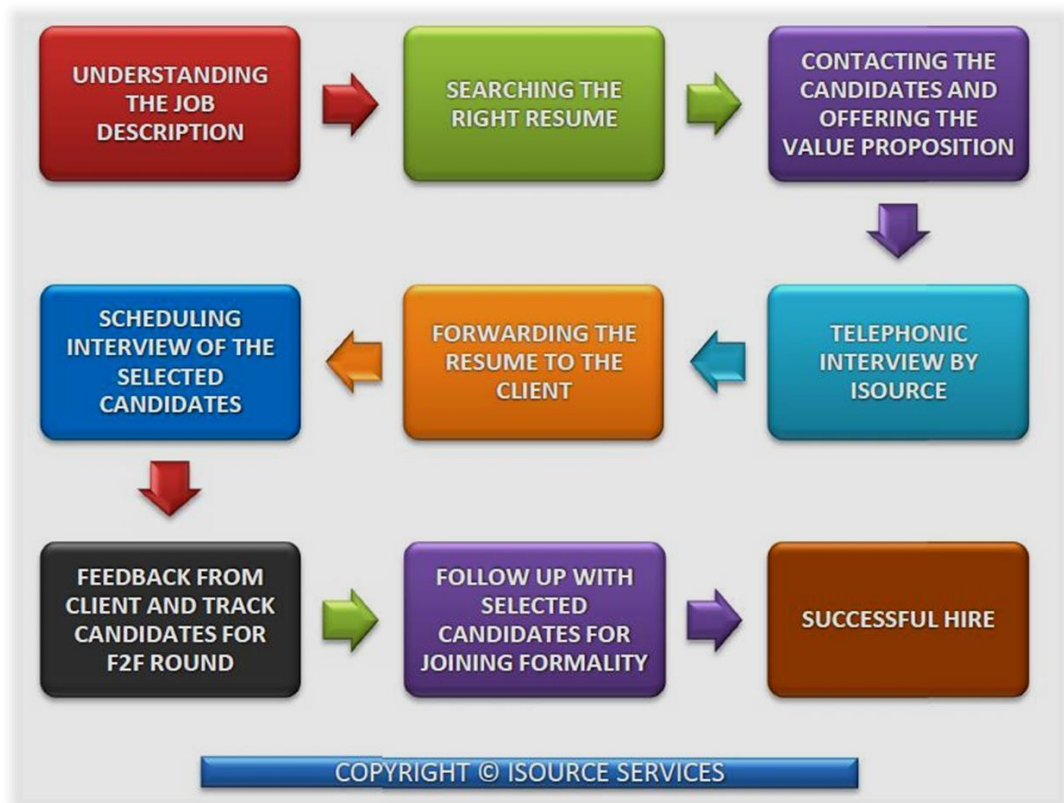 UNDERSTANDING
THE JOB
DESCRIPTION
SEARCHING THE
RIGHT RESUME
CONTACTING THE
CANDIDATES AND
OFFERING THE
VALUE PROPOSITION
TELEPHONIC
INTERVIEW BY
ISOURCE
FORWARDING THE
RESUME TO THE
CLIENT
SCHEDULING
INTERVIEW OF THE
SELECTED
CANDIDATES
FEEDBACK FROM
CLIENT AND TRACK
CANDIDATES FOR
F2F ROUND
FOLLOW UP WITH
SELECTED
CANDIDATES FOR
JOINING FORMALITY
SUCCESSFUL HIRE
COPYRIGHT © ISOURCE SERVICES